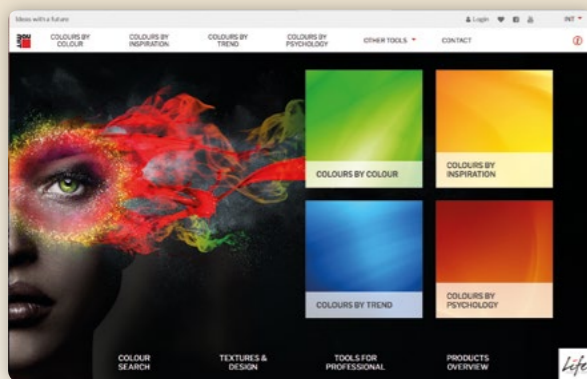 Ideas with a future
Login
INT
baumit
COLOURS BY
COLOUR
COLOURS BY
INSPIRATION
COLOURS BY
TREND
COLOURS BY
PSYCHOLOGY
OTHER TOOLS
CONTACT
COLOURS BY COLOUR
COLOURS BY
INSPIRATION
COLOURS BY TREND
COLOURS BY
PSYCHOLOGY
COLOUR
SEARCH
TEXTURES &
DESIGN
TOOLS FOR
PROFESSIONAL
PRODUCTS
OVERVIEW
Life